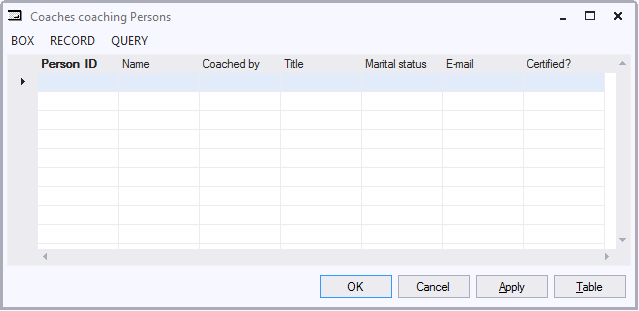 Coaches coaching Persons
BOX RECORD QUERY
Person ID Name Coached by Title Marital status E-mail Certified?
OK Cancel Apply Table